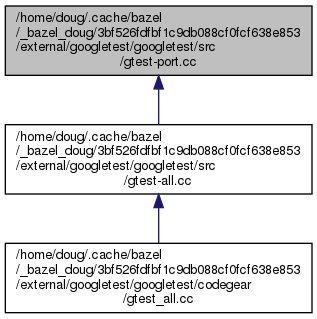 /home/doug/.cache/bazel
/_bazel_doug/3bf526fdfbf1c9db088cf0fcf638e853
/external/googletest/googletest/src
/gtest-port.cc
/home/doug/.cache/bazel
/_bazel_doug/3bf526fdfbf1c9db088cf0fcf638e853
/external/googletest/googletest/src
/gtest-all.cc
/home/doug/.cache/bazel
/_bazel_doug/3bf526fdfbf1c9db088cf0fcf638e853
/external/googletest/googletest/codegear
/gtest_all.cc